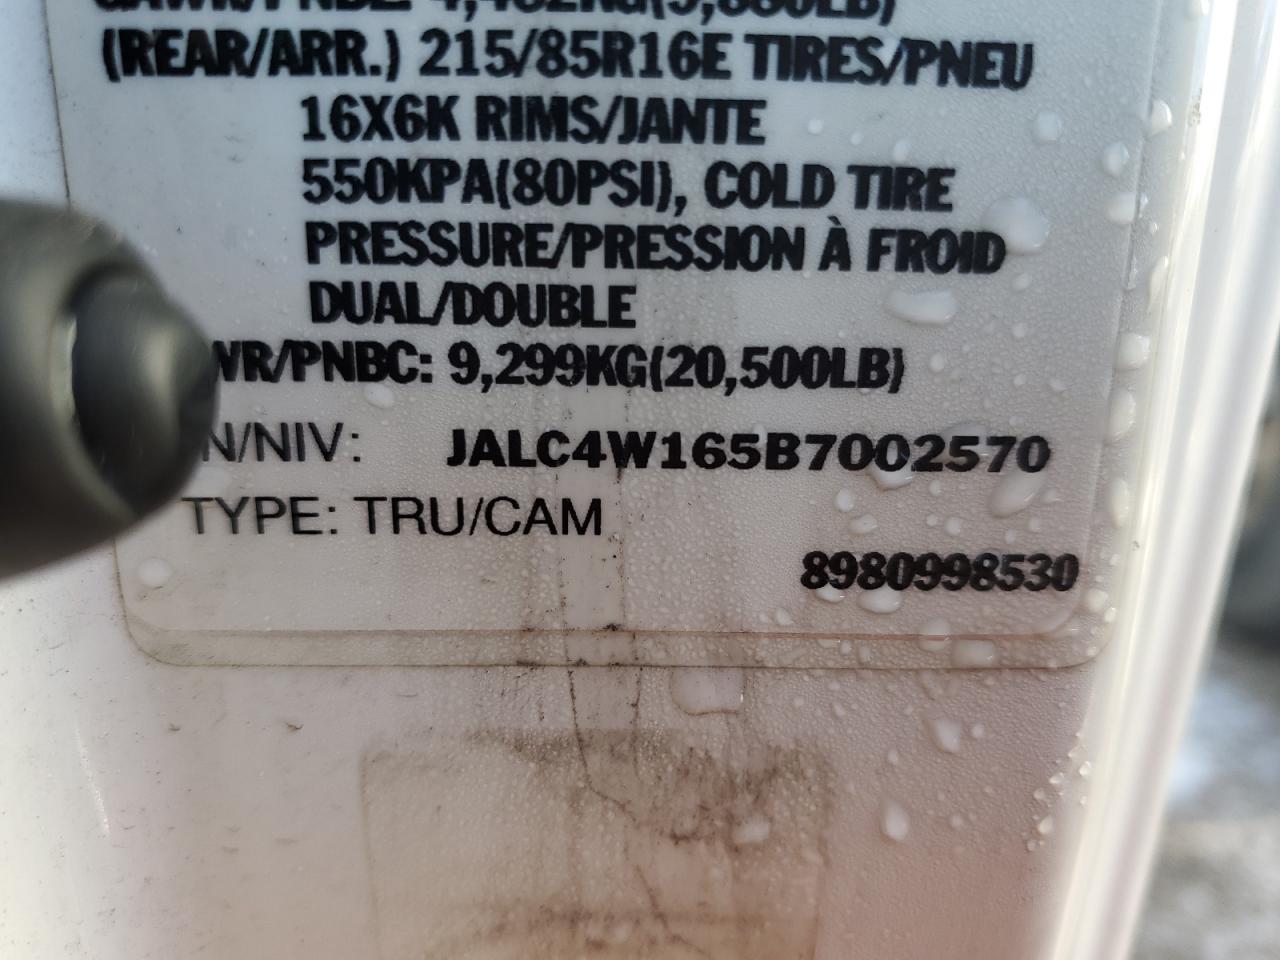 (REAR/ARR.) 215/85R16E TIRES/PNEU
16X6K RIMS/JANTE
550KPA(80PSI), COLD TIRE
PRESSURE/PRESSION À FROID
DUAL/DOUBLE
WR/PNBC: 9,299KG(20,500LB)
N/NIV: JALC4W165B7002570
TYPE: TRU/CAM
8980998530